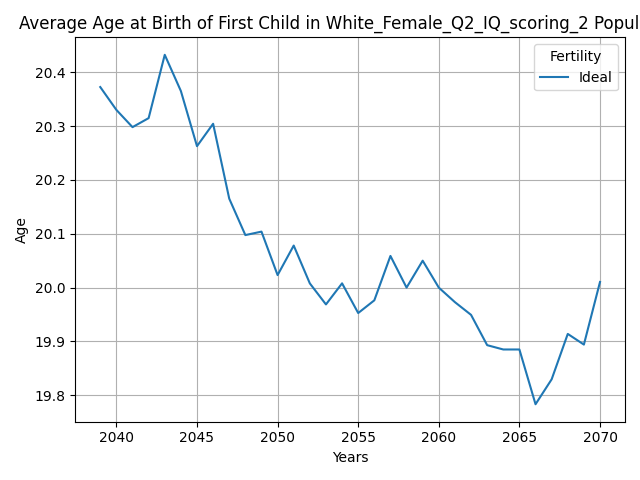 Average Age at Birth of First Child in White_Female_Q2_IQ_scoring_2 Popul
Fertility
Ideal
20.4
20.3
20.2
20.1
20.0
19.9
19.8
Age
2040 2045 2050 2055 2060 2065 2070
Years